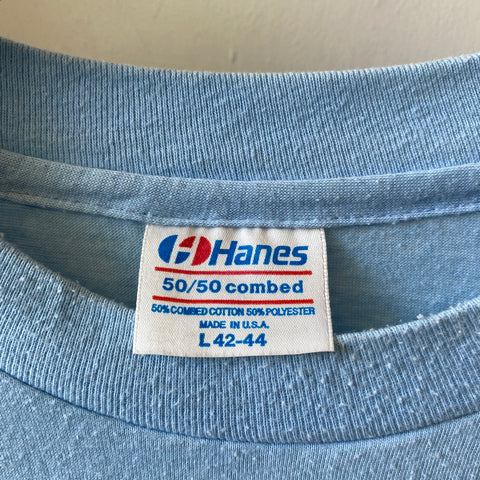 Hanes
50/50 combed
50% COMBED COTTON 50% POLYESTER
MADE IN U.S.A.
L 42-44